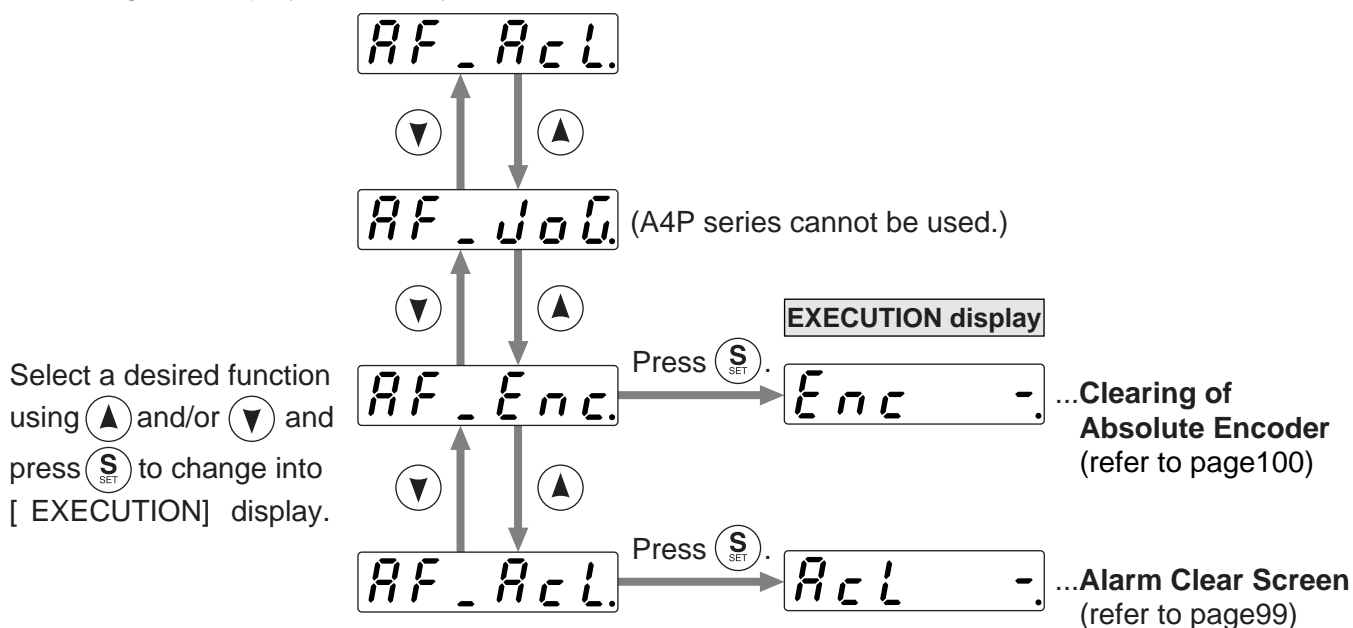 AF_AcL.
AF_JoG. (A4P series cannot be used.)
EXECUTION display
Select a desired function
using and/or and
press S SET to change into
[ EXECUTION] display.
AF_Enc.
Press S SET .
Enc -.
...Clearing of
Absolute Encoder
(refer to page100)
AF_AcL.
Press S SET .
AcL -.
...Alarm Clear Screen
(refer to page99)